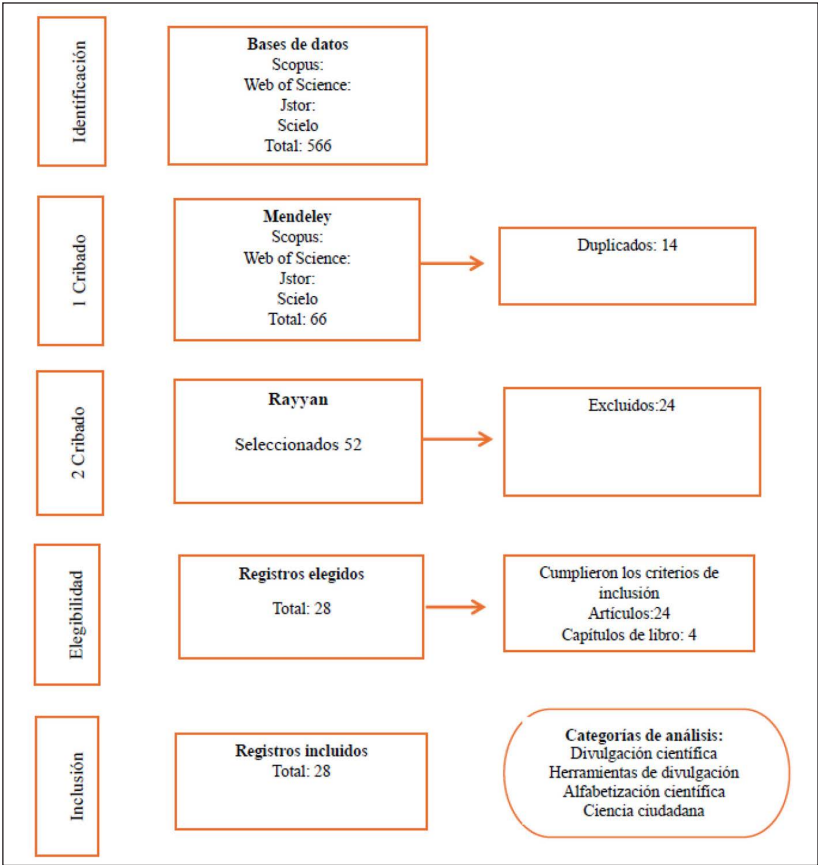 Identificación
Bases de datos
Scopus:
Web of Science:
Jstor:
Scielo
Total: 566
1 Cribado
Mendeley
Scopus:
Web of Science:
Jstor:
Scielo
Total: 66
Duplicados: 14
2 Cribado
Rayyan
Seleccionados 52
Excluidos:24
Elegibilidad
Registros elegidos
Total: 28
Cumplieron los criterios de
inclusión
Artículos:24
Capítulos de libro: 4
Inclusión
Registros incluidos
Total: 28
Categorías de análisis:
Divulgación científica
Herramientas de divulgación
Alfabetización científica
Ciencia ciudadana